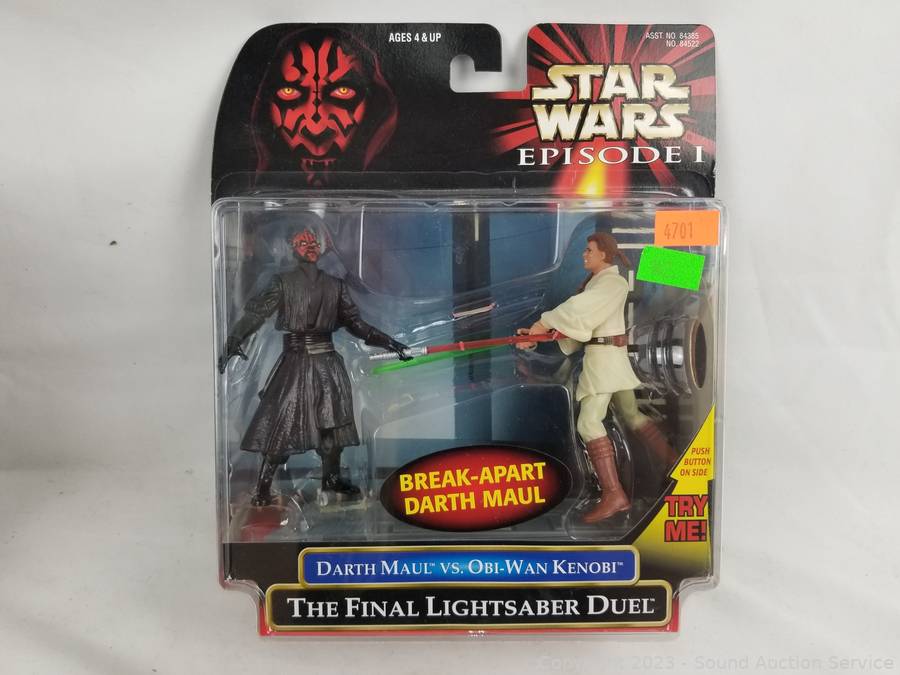 AGES 4 & UP
ASST. NO. 84385
NO. 84522
STAR
WARS
EPISODE I
4701
BREAK-APART
DARTH MAUL
PUSH
BUTTON
ON SIDE
TRY
ME!
DARTH MAUL™ VS. OBI-WAN KENOBI™
THE FINAL LIGHTSABER DUEL™
Copyright 2023 - Sound Auction Service